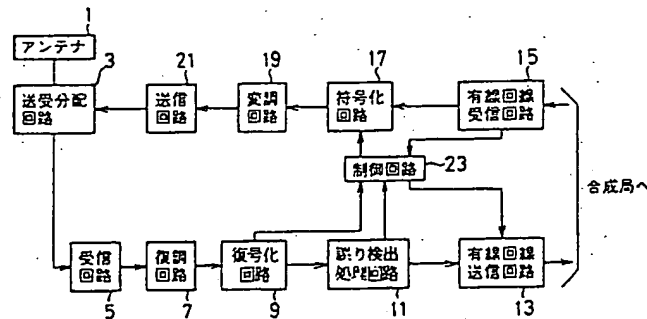 1
アンテナ
3
送受分配
回路
21
送信
回路
19
変調
回路
17
符号化
回路
15
有線回線
受信回路
制御回路
23
合成局へ
受信
回路
5
復調
回路
7
復号化
回路
9
誤り検出
処理回路
11
有線回線
送信回路
13